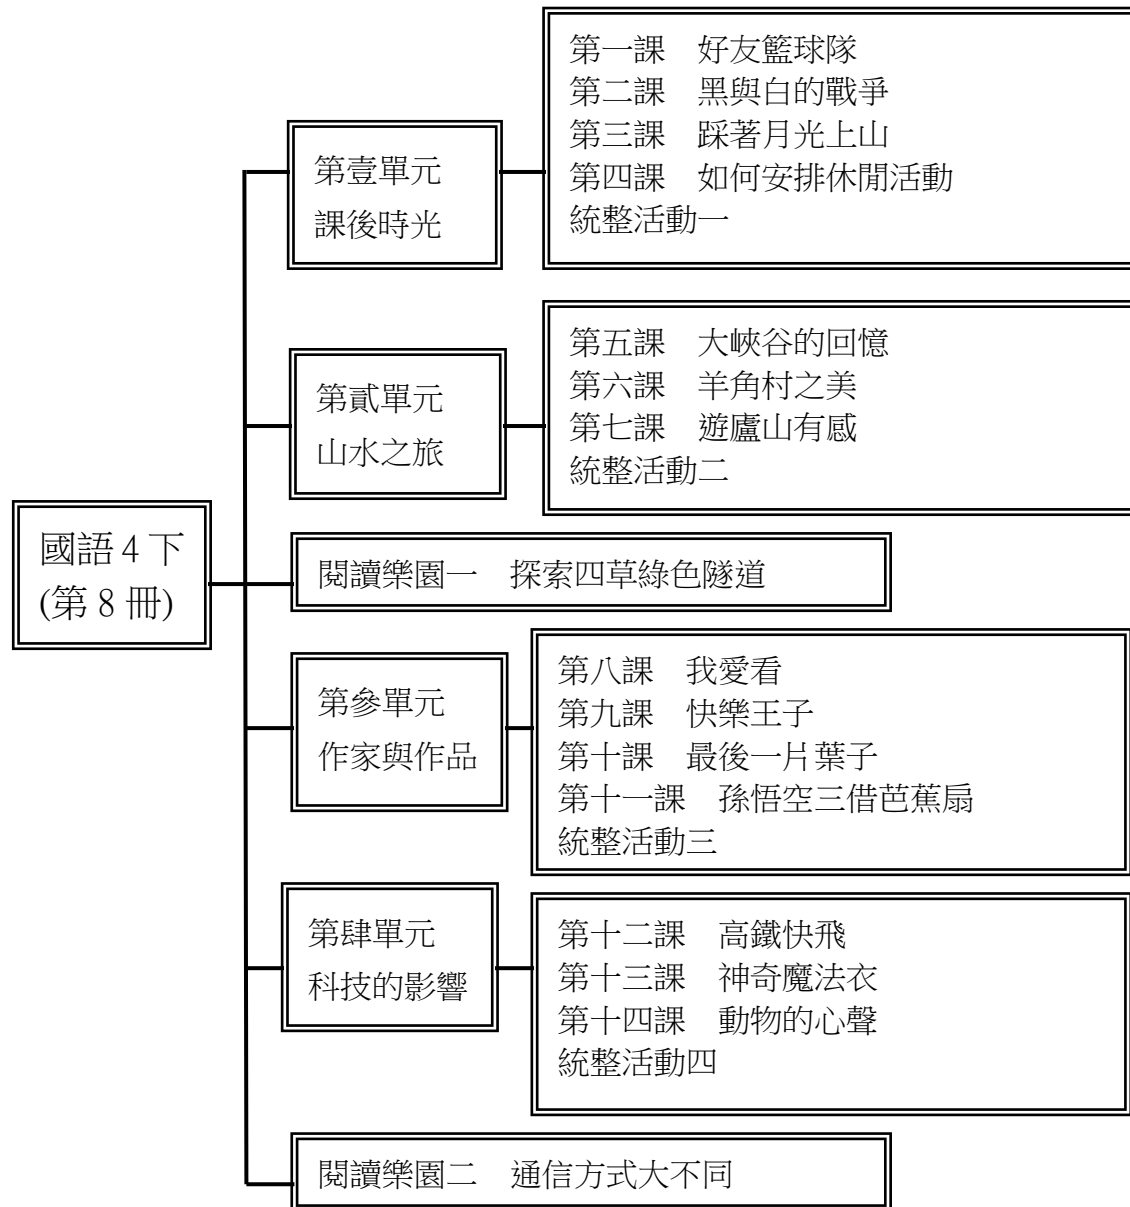 國語 4 下
(第 8 冊)
第壹單元
課後時光
第一課 好友籃球隊
第二課 黑與白的戰爭
第三課 踩著月光上山
第四課 如何安排休閒活動
統整活動一
第貳單元
山水之旅
第五課 大峽谷的回憶
第六課 羊角村之美
第七課 遊廬山有感
統整活動二
閱讀樂園一 探索四草綠色隧道
第參單元
作家與作品
第八課 我愛看
第九課 快樂王子
第十課 最後一片葉子
第十一課 孫悟空三借芭蕉扇
統整活動三
第肆單元
科技的影響
第十二課 高鐵快飛
第十三課 神奇魔法衣
第十四課 動物的心聲
統整活動四
閱讀樂園二 通信方式大不同